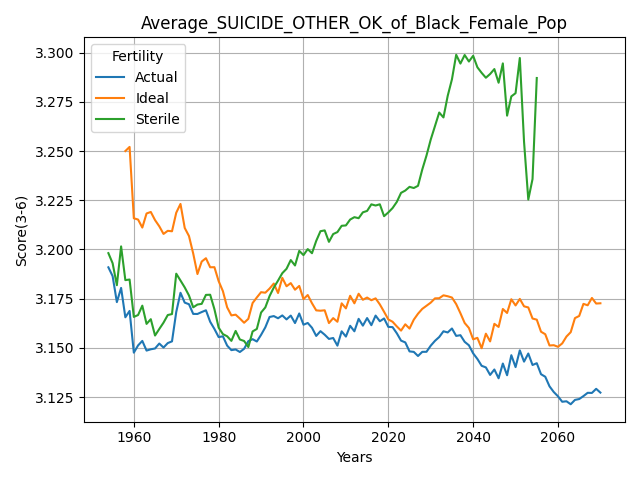 Average_SUICIDE_OTHER_OK_of_Black_Female_Pop
Fertility
Actual
Ideal
Sterile
Score(3-6)
3.300
3.275
3.250
3.225
3.200
3.175
3.150
3.125
1960
1980
2000
2020
2040
2060
Years